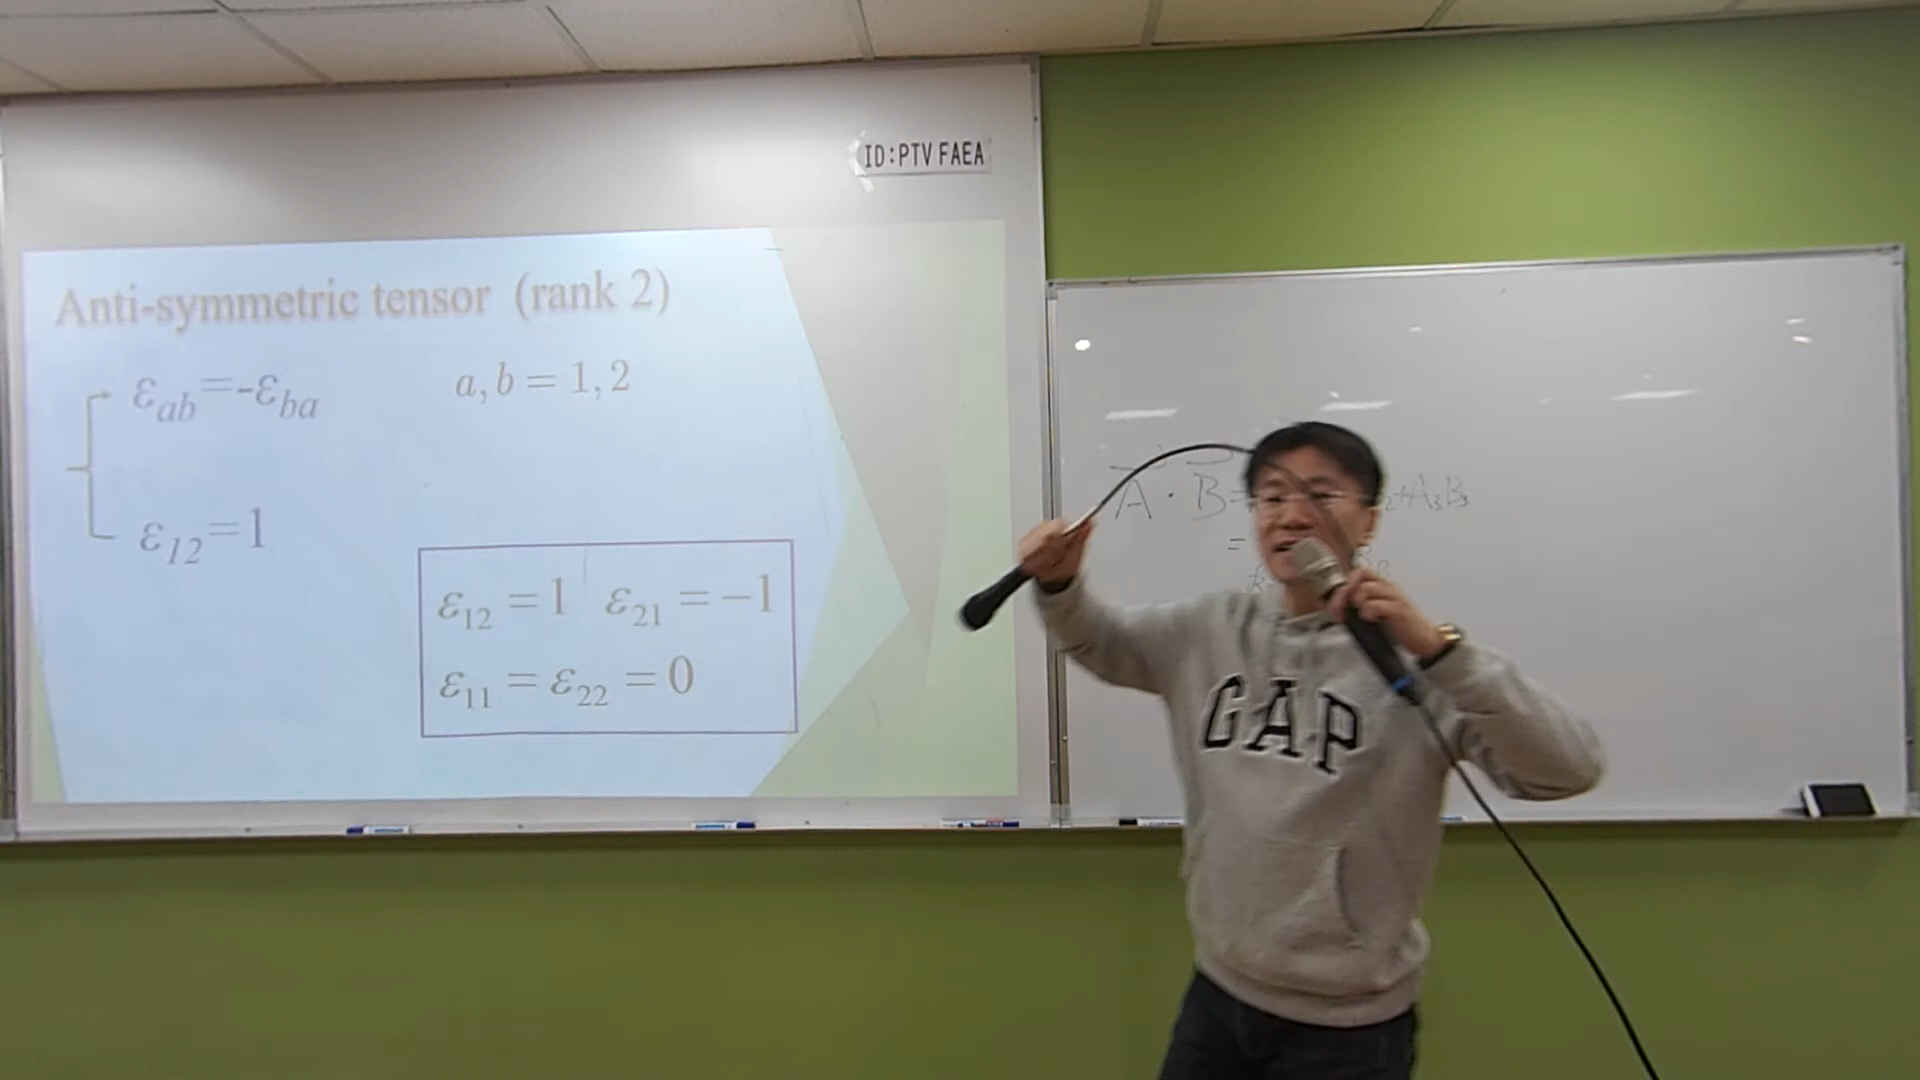 ID:PTV FAEA
Anti-symmetric tensor (rank 2)
ε_ab=-ε_ba
a, b = 1, 2
ε_12=1
ε_12 = 1 ε_21 = -1
ε_11 = ε_22 = 0
A · B =
+A_3B_3
=
GAP